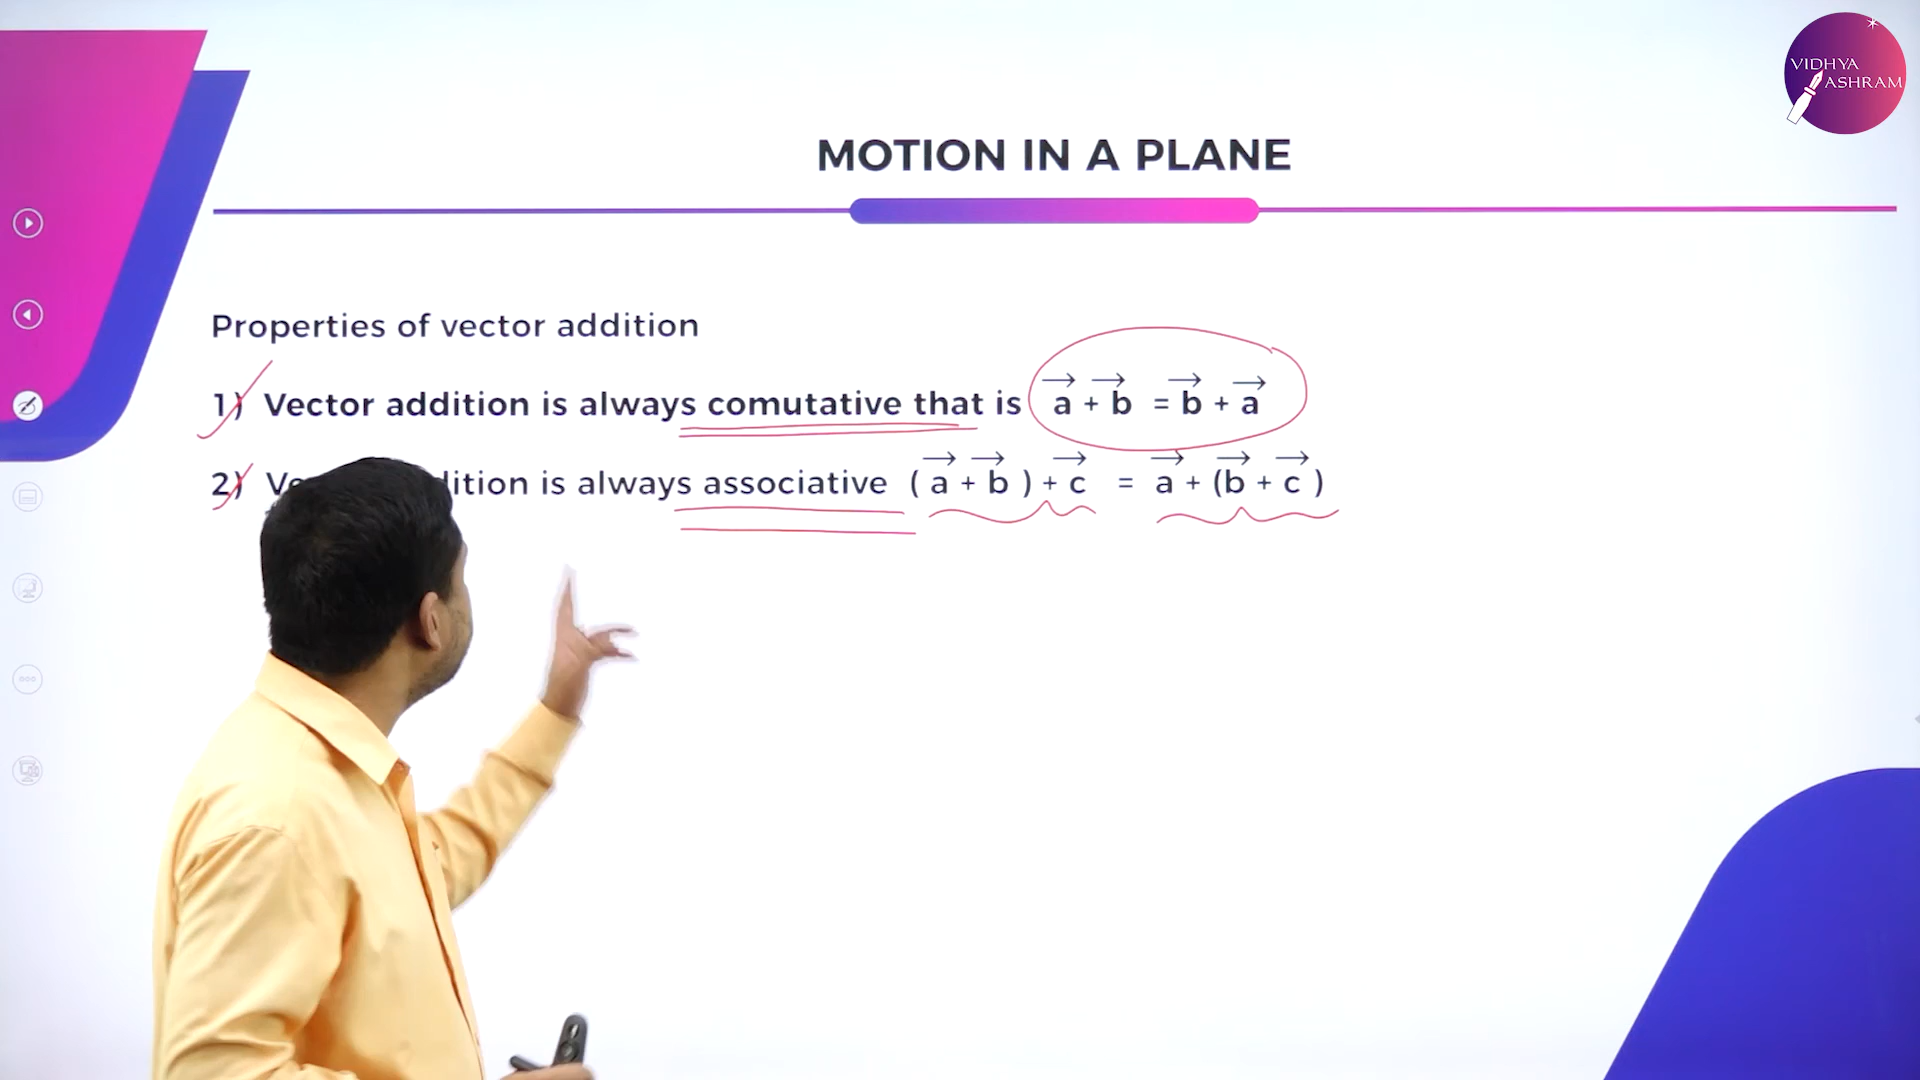 VIDHYA
ASHRAM
MOTION IN A PLANE
Properties of vector addition
1) Vector addition is always comutative that is a⃗ + b⃗ = b⃗ + a⃗
2) is always associative ( a⃗ + b⃗ ) + c⃗ = a⃗ + (b⃗ + c⃗ )